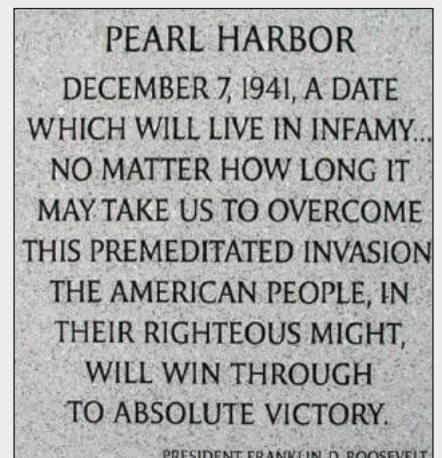 PEARL HARBOR
DECEMBER 7, 1941, A DATE
WHICH WILL LIVE IN INFAMY...
NO MATTER HOW LONG IT
MAY TAKE US TO OVERCOME
THIS PREMEDITATED INVASION
THE AMERICAN PEOPLE, IN
THEIR RIGHTEOUS MIGHT,
WILL WIN THROUGH
TO ABSOLUTE VICTORY.
PRESIDENT FRANKLIN D. ROOSEVELT